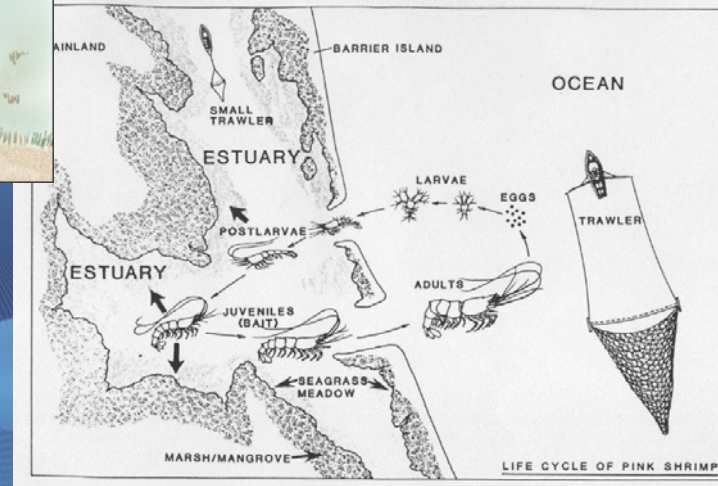 AINLAND
BARRIER ISLAND
OCEAN
SMALL
TRAWLER
ESTUARY
LARVAE
EGGS
TRAWLER
POSTLARVAE
ESTUARY
ADULTS
JUVENILES
(BAIT)
SEAGRASS
MEADOW
MARSH/MANGROVE
LIFE CYCLE OF PINK SHRIMP